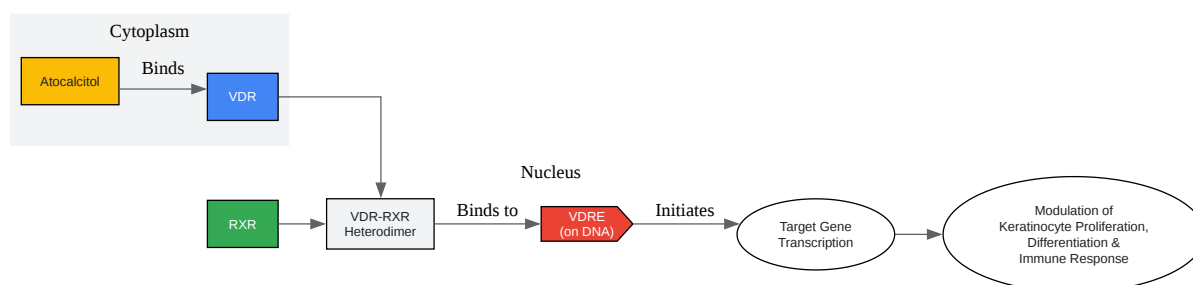 Cytoplasm
Atocalcitol
Binds
VDR
Nucleus
RXR
VDR-RXR
Heterodimer
Binds to
VDRE
(on DNA)
Initiates
Target Gene
Transcription
Modulation of
Keratinocyte Proliferation,
Differentiation &
Immune Response